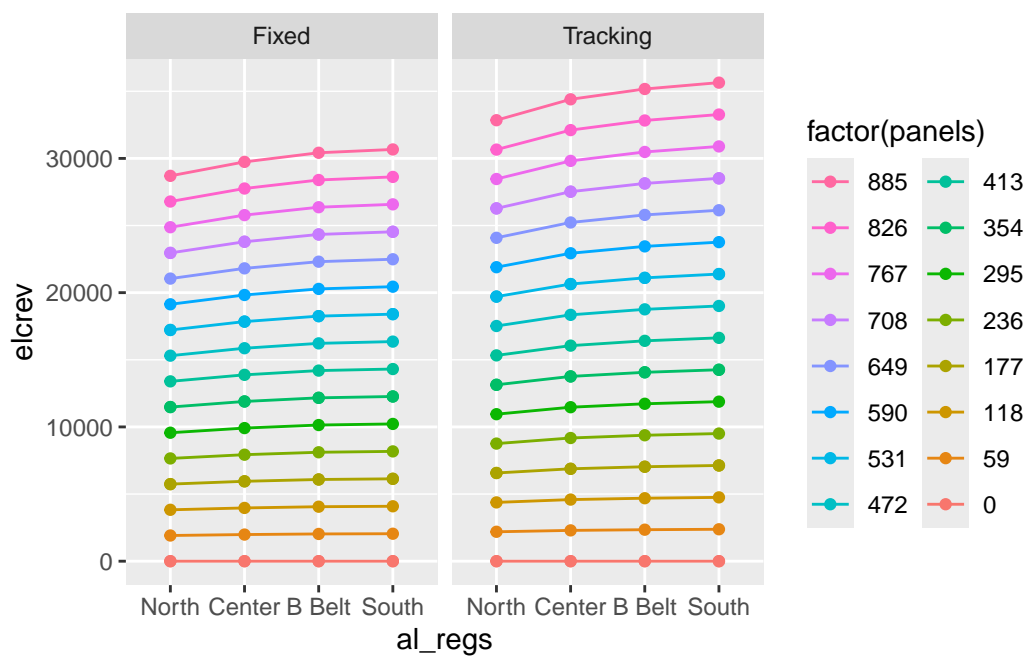 Fixed
Tracking
elcrev
30000
20000
10000
0
North Center B Belt South
North Center B Belt South
al_regs
factor(panels)
885 413
826 354
767 295
708 236
649 177
590 118
531 59
472 0